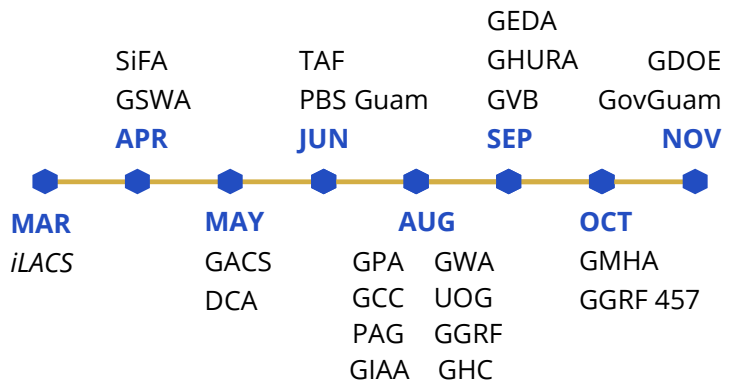 GEDA
SiFA TAF GHURA GDOE
GSWA PBS Guam GVB GovGuam
APR JUN SEP NOV
MAR MAY AUG OCT
iLACS GACS GPA GWA GMHA
DCA GCC UOG GGRF 457
PAG GGRF
GIAA GHC